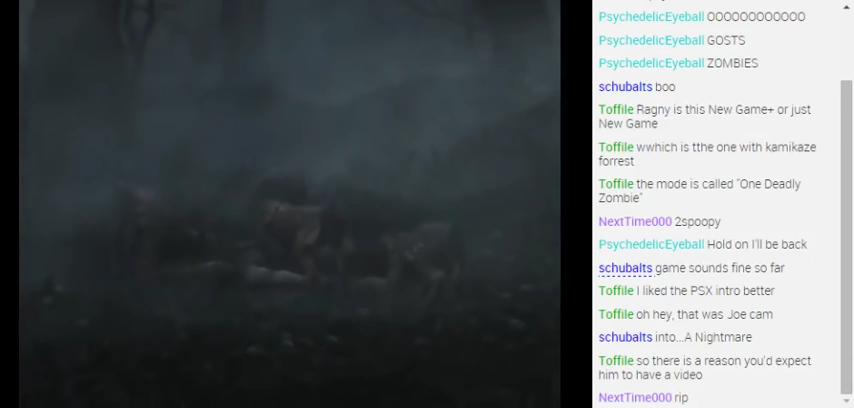 PsychedelicEyeball OOOOOOOOOOOO
PsychedelicEyeball GOSTS
PsychedelicEyeball ZOMBIES
schubalts boo
Toffile Ragny is this New Game+ or just
New Game
Toffile wwhich is tthe one with kamikaze
forrest
Toffile the mode is called "One Deadly
Zombie"
NextTime000 2spoopy
PsychedelicEyeball Hold on I'll be back
schubalts game sounds fine so far
Toffile I liked the PSX intro better
Toffile oh hey, that was Joe cam
schubalts into...A Nightmare
Toffile so there is a reason you'd expect
him to have a video
NextTime000 rip